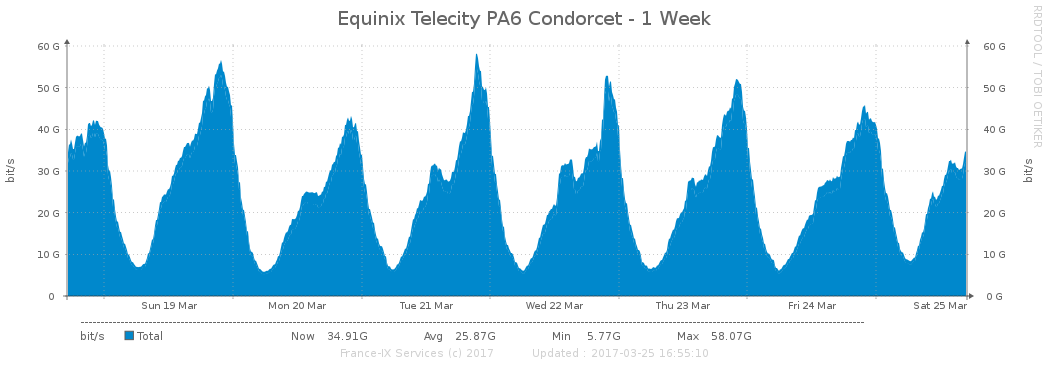 Equinix Telecity PA6 Condorcet - 1 Week
RRDTOOL / TOBI OETIKER
bit/s
60 G
50 G
40 G
30 G
20 G
10 G
0
60 G
50 G
40 G
30 G
20 G
10 G
0 G
bit/s
Sun 19 Mar Mon 20 Mar Tue 21 Mar Wed 22 Mar Thu 23 Mar Fri 24 Mar Sat 25 Mar
bit/s Total Now 34.91G Avg 25.87G Min 5.77G Max 58.07G
France-IX Services (c) 2017 Updated : 2017-03-25 16:55:10